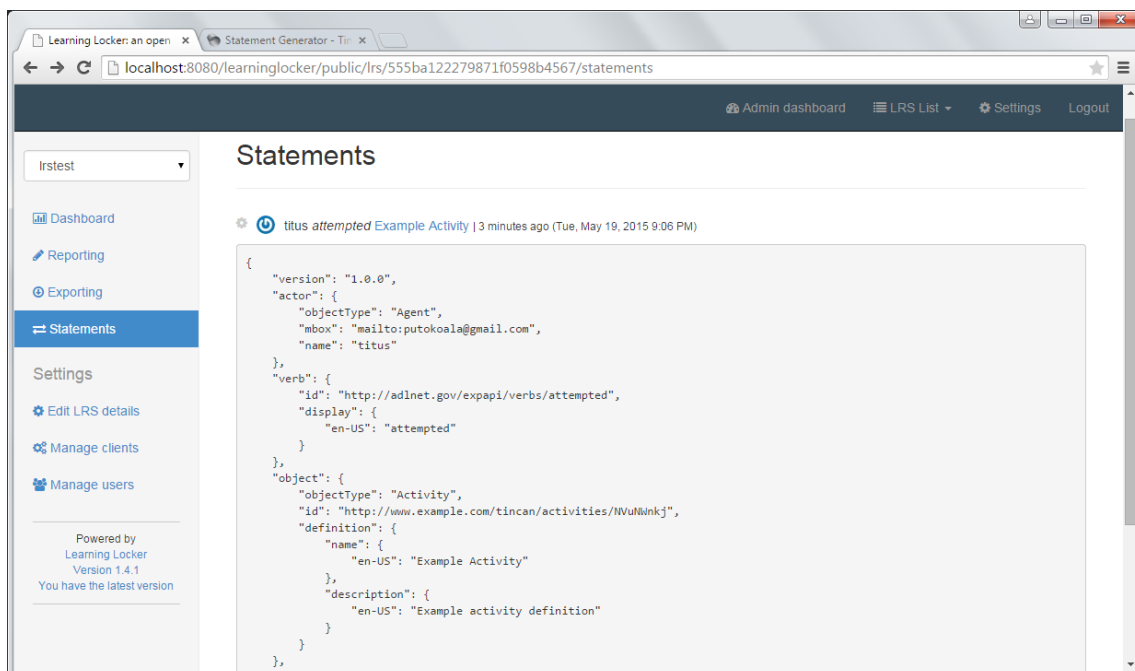 Learning Locker: an open
Statement Generator - Tin
localhost:8080/learninglocker/public/lrs/555ba122279871f0598b4567/statements
Admin dashboard LRS List Settings Logout
lrstest
Dashboard
Reporting
Exporting
Statements
Settings
Edit LRS details
Manage clients
Manage users
Powered by
Learning Locker
Version 1.4.1
You have the latest version
Statements
titus attempted Example Activity | 3 minutes ago (Tue, May 19, 2015 9:06 PM)
{
"version": "1.0.0",
"actor": {
"objectType": "Agent",
"mbox": "mailto:putokoala@gmail.com",
"name": "titus"
},
"verb": {
"id": "http://adlnet.gov/expapi/verbs/attempted",
"display": {
"en-US": "attempted"
}
},
"object": {
"objectType": "Activity",
"id": "http://www.example.com/tincan/activities/NVuNWnkj",
"definition": {
"name": {
"en-US": "Example Activity"
},
"description": {
"en-US": "Example activity definition"
}
}
},